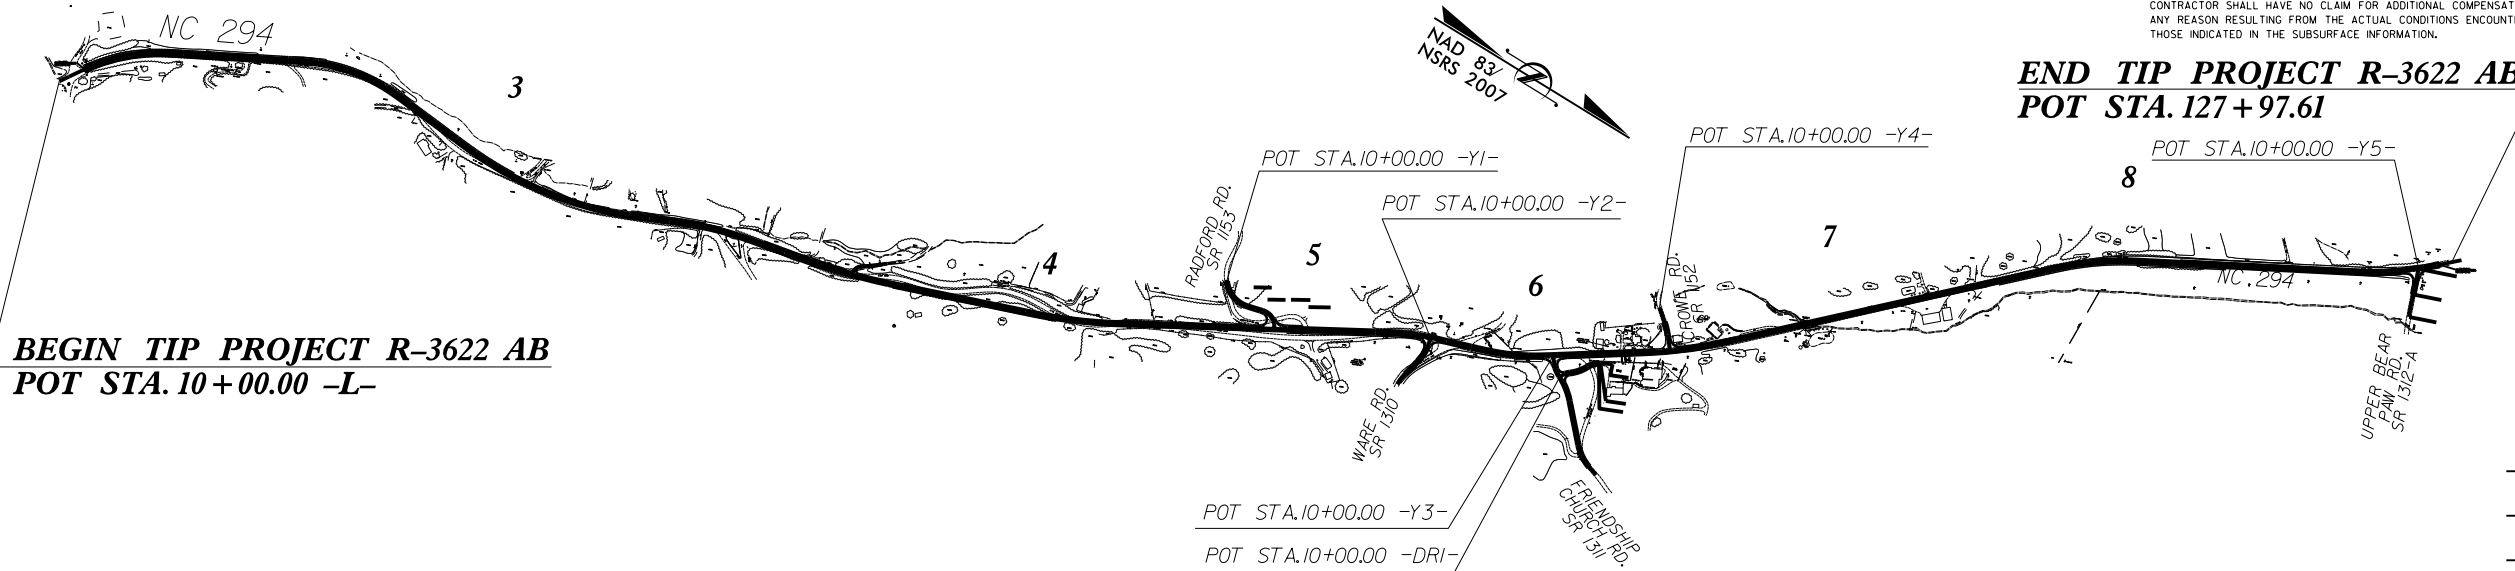 CONTRACTOR SHALL HAVE NO CLAIM FOR ADDITIONAL
ANY REASON RESULTING FROM THE ACTUAL CONDITIONS
THOSE INDICATED IN THE SUBSURFACE INFORMATION.
NC 294
NAD 83/
NSRS 2007
3
END TIP PROJECT R-3622 AB
POT STA. 127+97.61
POT STA.10+00.00 -Y4-
POT STA.10+00.00 -Y5-
POT STA.10+00.00 -Y1-
8
POT STA.10+00.00 -Y2-
RADFORD RD.
SR 1153
5
7
4
6
CROWE RD.
SR 1152
NC 294
BEGIN TIP PROJECT R-3622 AB
POT STA. 10+00.00 -L-
WARE RD.
SR 1310
UPPER BEAR
PAW RD.
SR 1312-A
FRIENDSHIP
CHURCH RD.
SR 1311
POT STA.10+00.00 -Y3-
POT STA.10+00.00 -DR1-